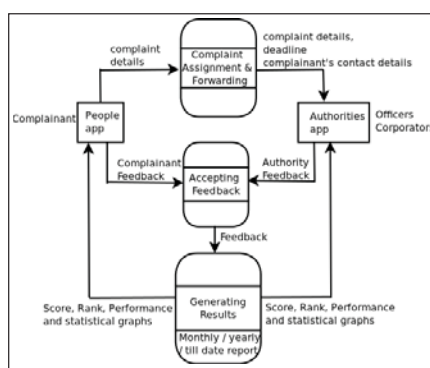 complaint
details
Complaint
Assignment &
Forwarding
complaint details,
deadline
complainant's contact details
Complainant
People
app
Authorities
app
Officers
Corporators
Complainant
Feedback
Accepting
Feedback
Authority
Feedback
Feedback
Score, Rank, Performance
and statistical graphs
Generating
Results
Score, Rank, Performance
and statistical graphs
Monthly / yearly
/ till date report